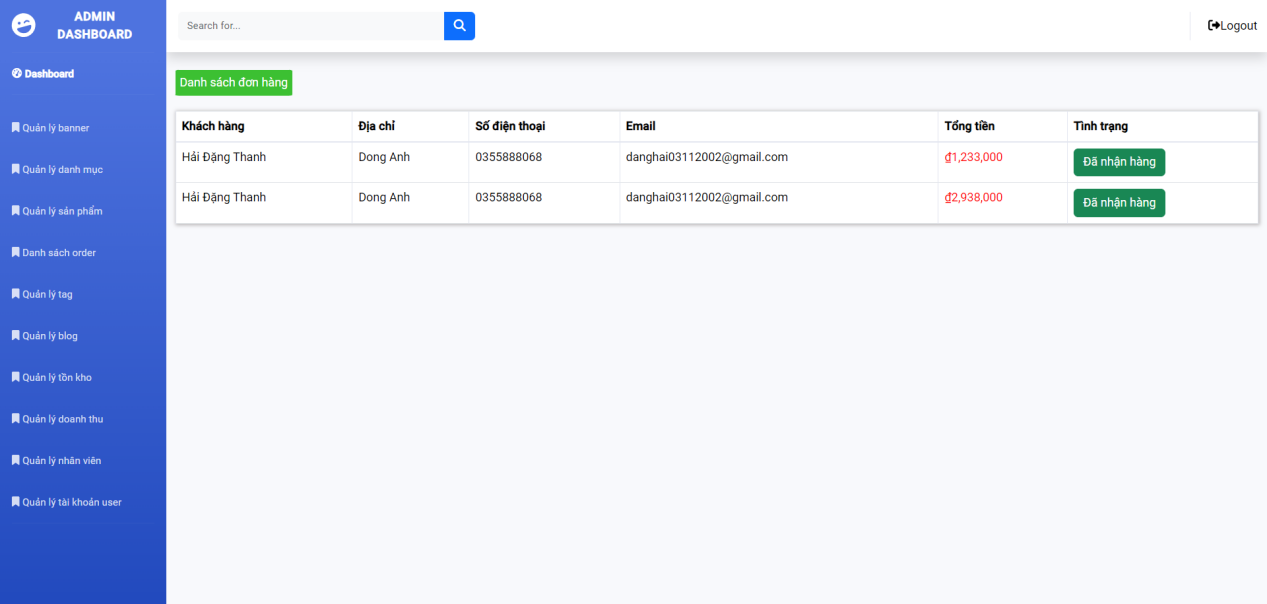 ADMIN
DASHBOARD
Search for...
Logout
Dashboard
Quản lý banner
Quản lý danh mục
Quản lý sản phẩm
Danh sách order
Quản lý tag
Quản lý blog
Quản lý tồn kho
Quản lý doanh thu
Quản lý nhân viên
Quản lý tài khoản user
Danh sách đơn hàng
Khách hàng Địa chỉ Số điện thoại Email Tổng tiền Tình trạng
Hải Đặng Thanh Dong Anh 0355888068 danghai03112002@gmail.com ₫1,233,000 Đã nhận hàng
Hải Đặng Thanh Dong Anh 0355888068 danghai03112002@gmail.com ₫2,938,000 Đã nhận hàng